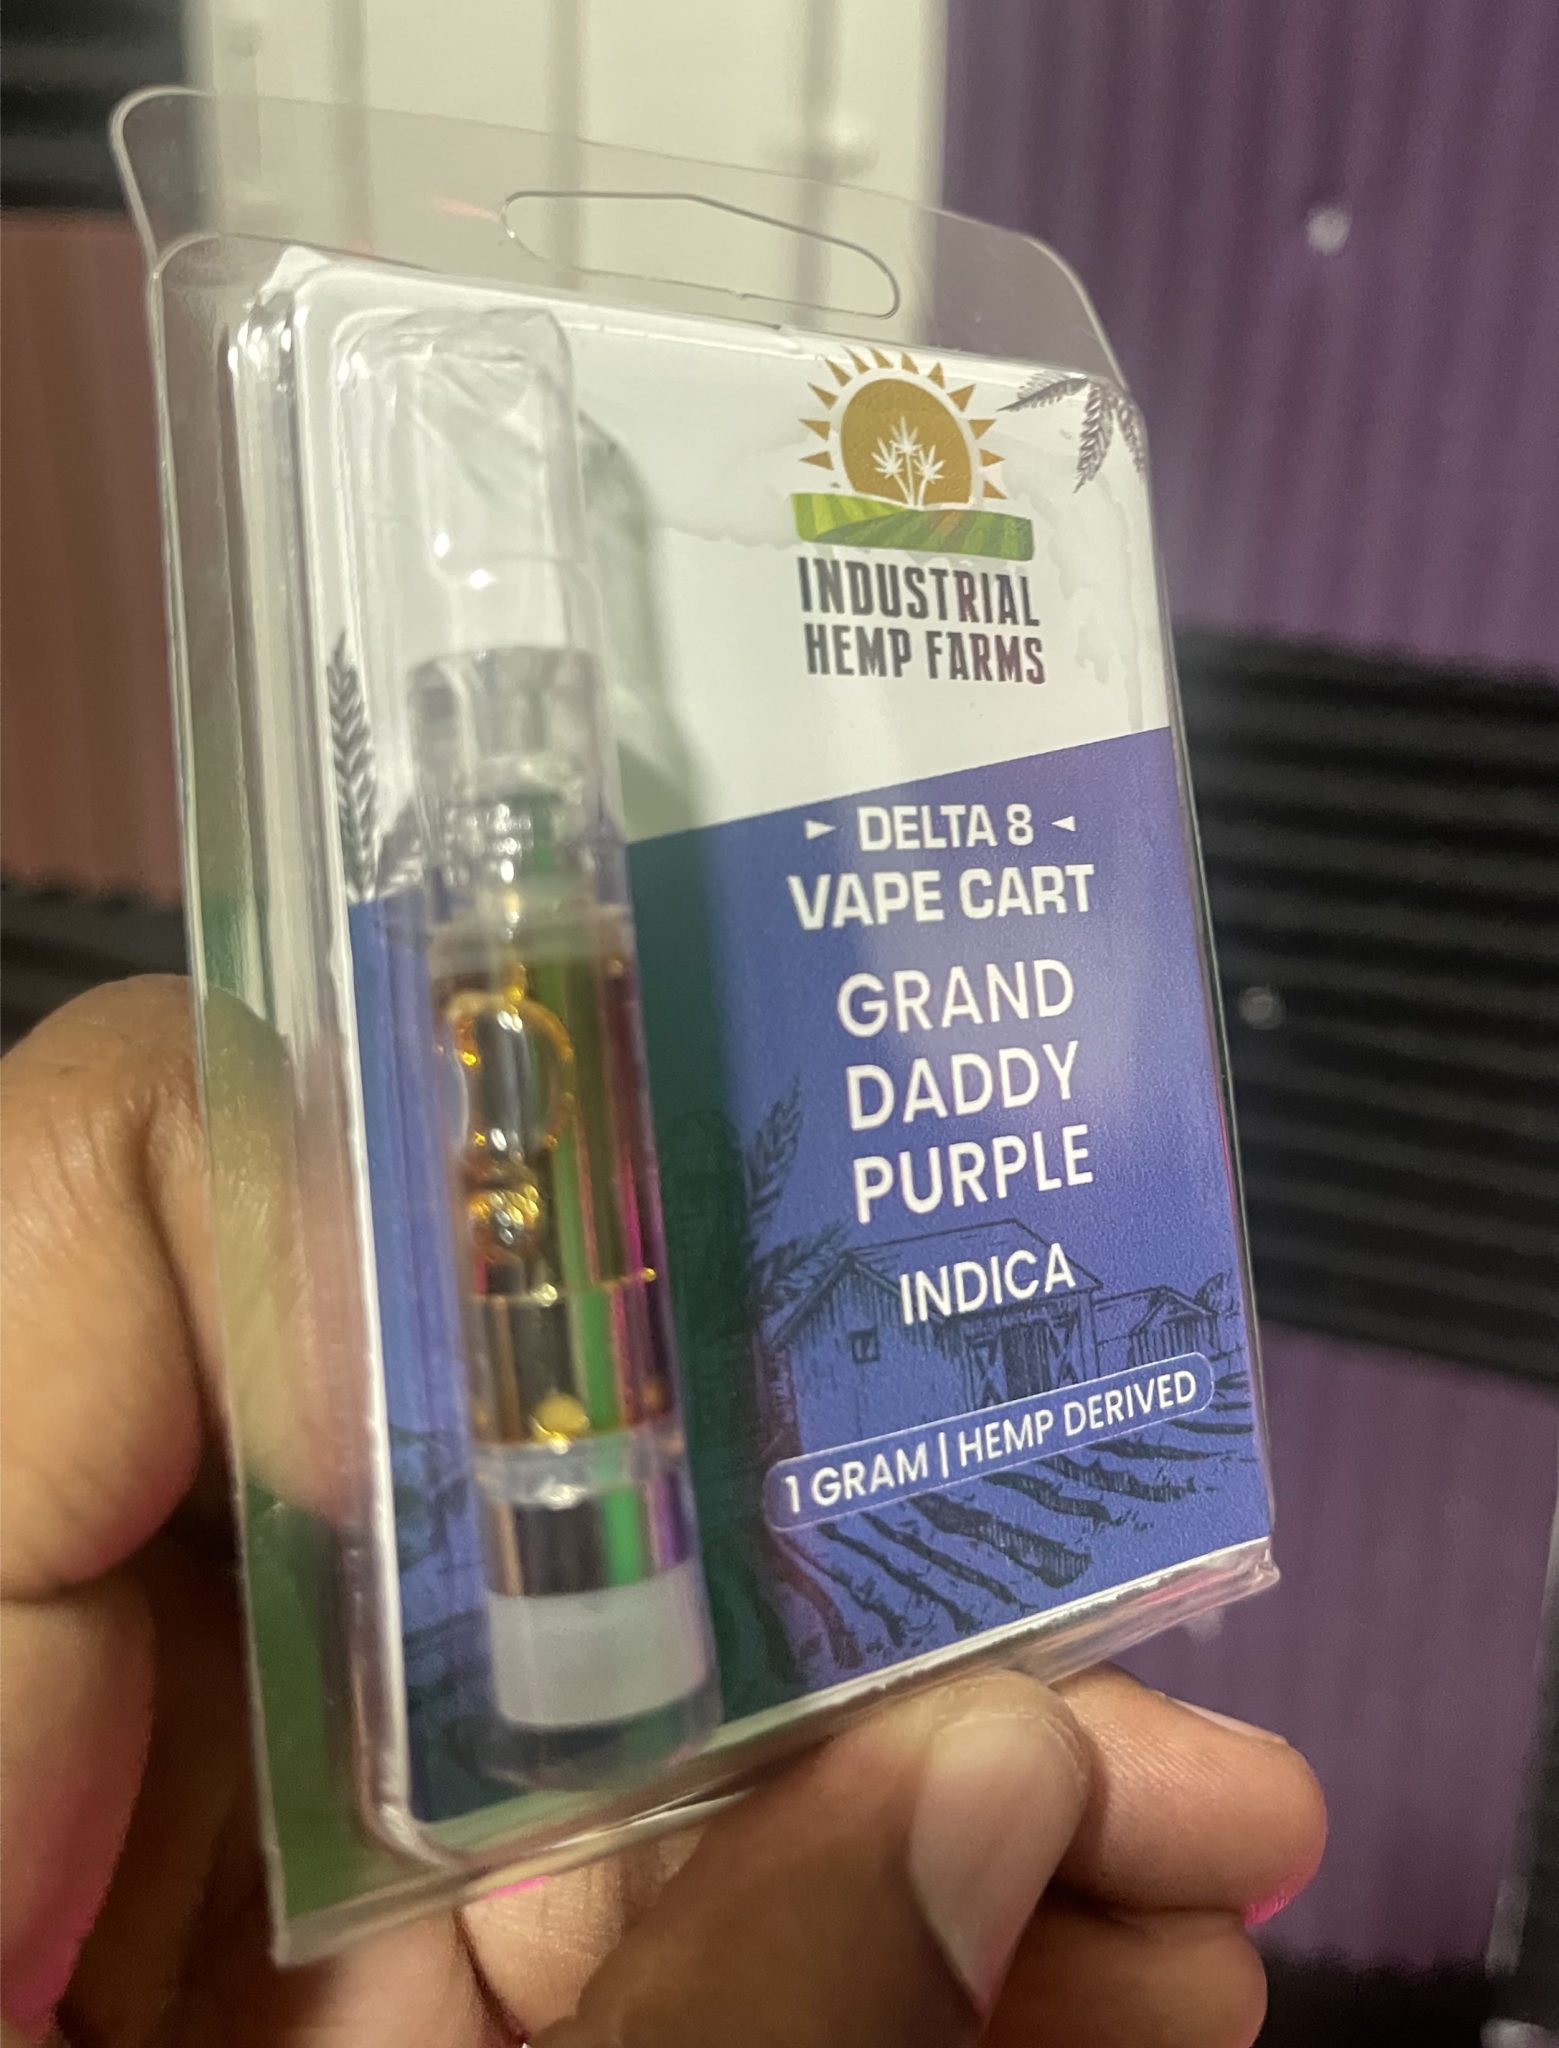 INDUSTRIAL
HEMP FARMS
DELTA 8
VAPE CART
GRAND
DADDY
PURPLE
INDICA
1 GRAM | HEMP DERIVED